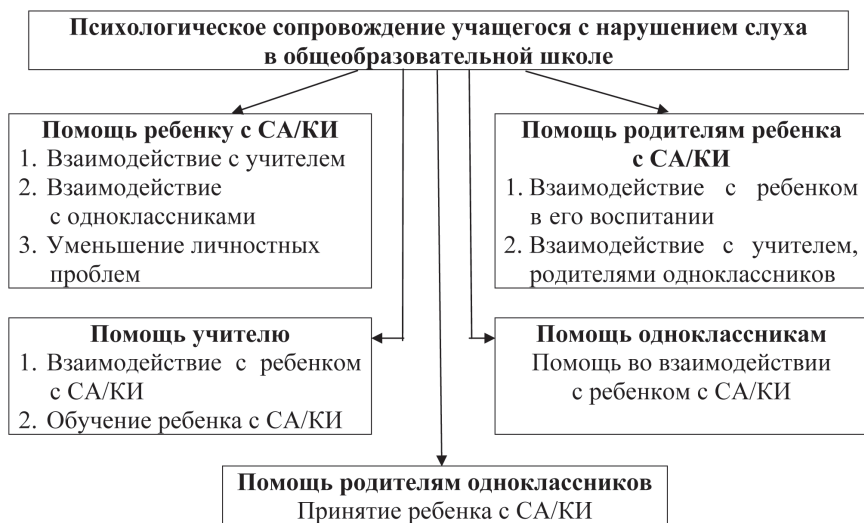 Психологическое сопровождение учащегося с нарушением слуха
в общеобразовательной школе
Помощь ребенку с СА/КИ
1. Взаимодействие с учителем
2. Взаимодействие
с одноклассниками
3. Уменьшение личностных
проблем
Помощь родителям ребенка
с СА/КИ
1. Взаимодействие с ребенком
в его воспитании
2. Взаимодействие с учителем,
родителями одноклассников
Помощь учителю
1. Взаимодействие с ребенком
с СА/КИ
2. Обучение ребенка с СА/КИ
Помощь одноклассникам
Помощь во взаимодействии
с ребенком с СА/КИ
Помощь родителям одноклассников
Принятие ребенка с СА/КИ